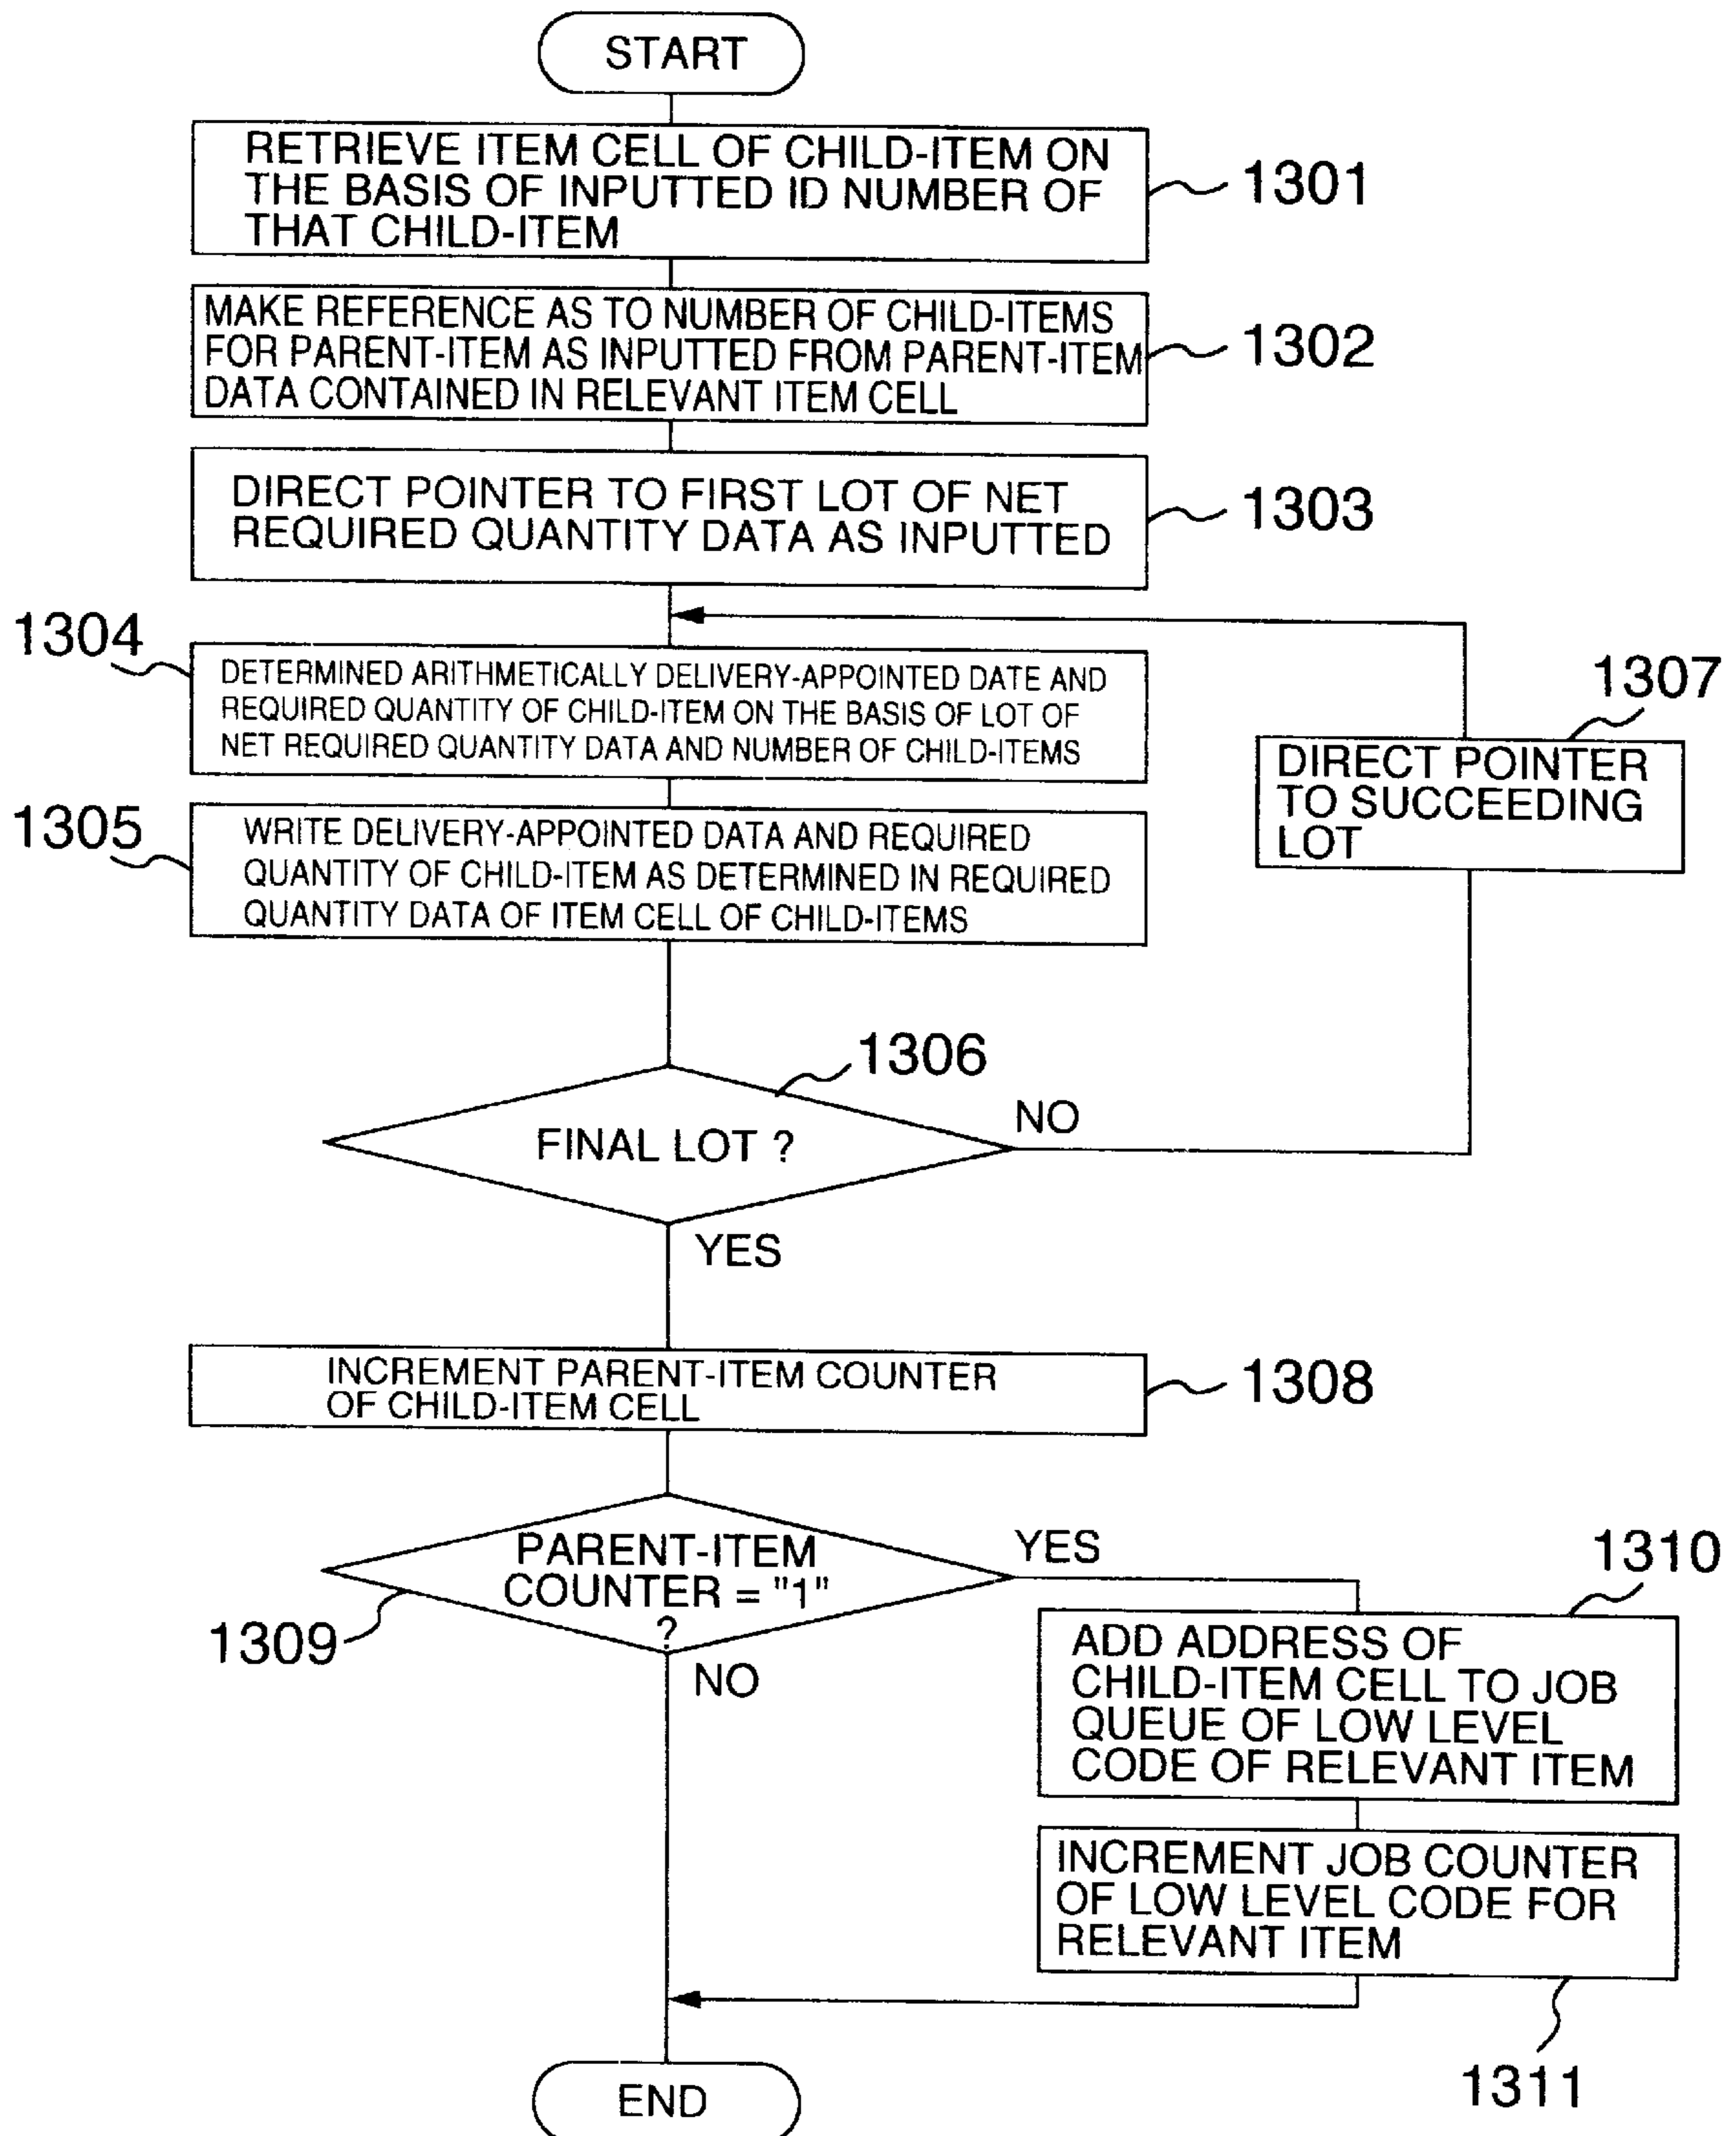 START
RETRIEVE ITEM CELL OF CHILD-ITEM ON
THE BASIS OF INPUTTED ID NUMBER OF
THAT CHILD-ITEM
1301
MAKE REFERENCE AS TO NUMBER OF CHILD-ITEMS
FOR PARENT-ITEM AS INPUTTED FROM PARENT-ITEM
DATA CONTAINED IN RELEVANT ITEM CELL
1302
DIRECT POINTER TO FIRST LOT OF NET
REQUIRED QUANTITY DATA AS INPUTTED
1303
1304
DETERMINED ARITHMETICALLY DELIVERY-APPOINTED DATE AND
REQUIRED QUANTITY OF CHILD-ITEM ON THE BASIS OF LOT OF
NET REQUIRED QUANTITY DATA AND NUMBER OF CHILD-ITEMS
1307
DIRECT POINTER
TO SUCCEEDING
LOT
1305
WRITE DELIVERY-APPOINTED DATA AND REQUIRED
QUANTITY OF CHILD-ITEM AS DETERMINED IN REQUIRED
QUANTITY DATA OF ITEM CELL OF CHILD-ITEMS
1306
FINAL LOT ?
NO
YES
INCREMENT PARENT-ITEM COUNTER
OF CHILD-ITEM CELL
1308
PARENT-ITEM
COUNTER = "1"
?
1309
YES
NO
1310
ADD ADDRESS OF
CHILD-ITEM CELL TO JOB
QUEUE OF LOW LEVEL
CODE OF RELEVANT ITEM
INCREMENT JOB COUNTER
OF LOW LEVEL CODE FOR
RELEVANT ITEM
1311
END